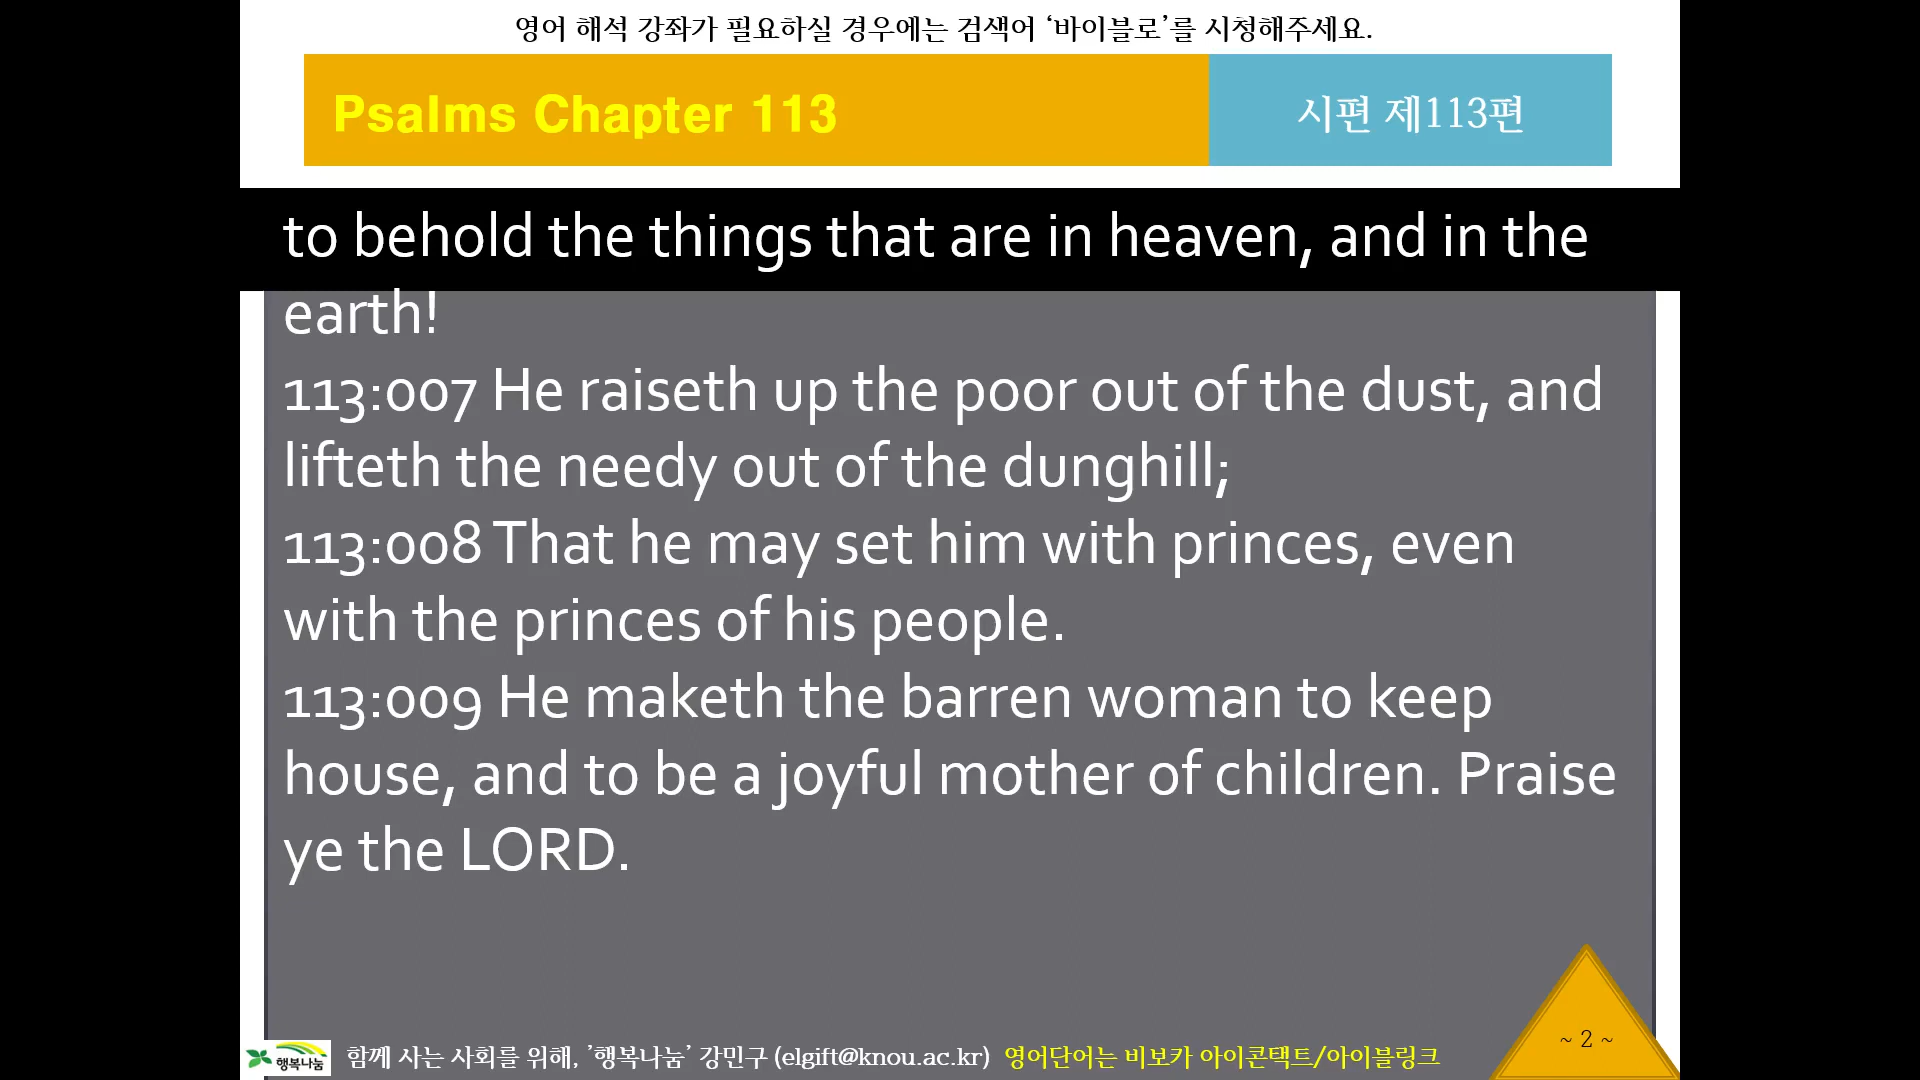 영어 해석 강좌가 필요하실 경우에는 검색어 ‘바이블로’를 시청해주세요.
Psalms Chapter 113
시편 제113편
to behold the things that are in heaven, and in the
earth!
113:007 He raiseth up the poor out of the dust, and
lifteth the needy out of the dunghill;
113:008 That he may set him with princes, even
with the princes of his people.
113:009 He maketh the barren woman to keep
house, and to be a joyful mother of children. Praise
ye the LORD.
~ 2 ~
행복나눔
함께 사는 사회를 위해, ’행복나눔’ 강민구 (elgift@knou.ac.kr) 영어단어는 비보카 아이콘택트/아이블링크